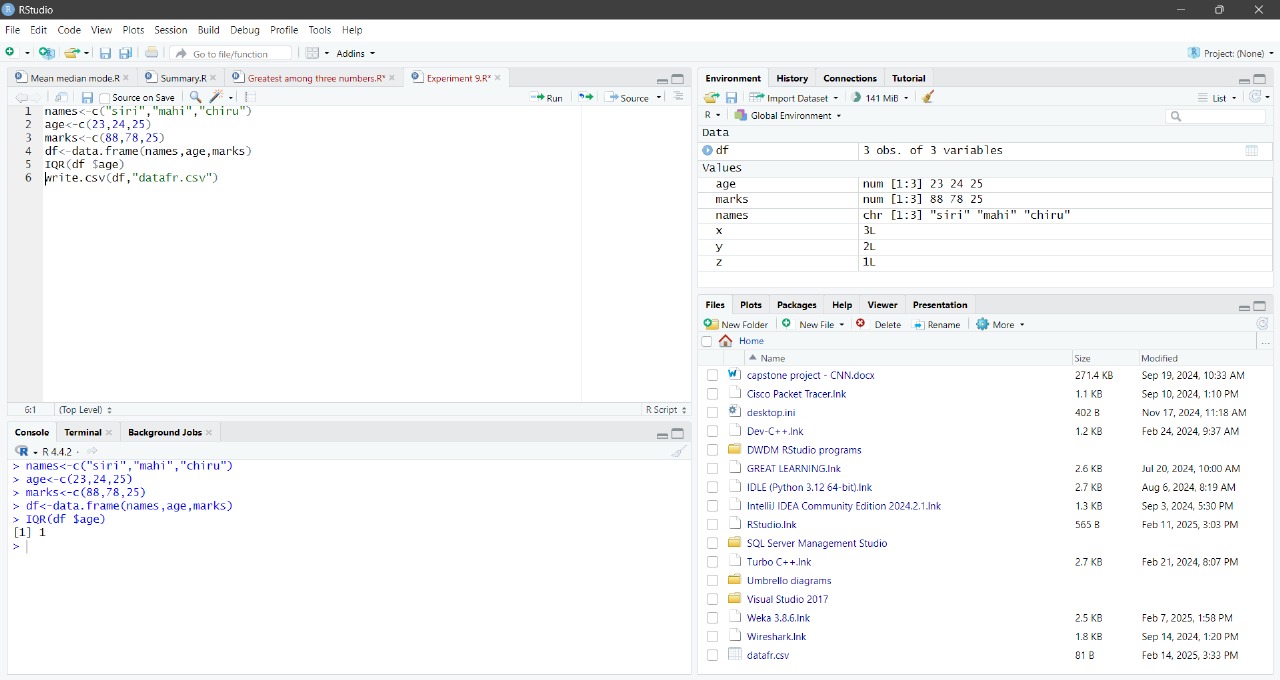 RStudio
File Edit Code View Plots Session Build Debug Profile Tools Help
Go to file/function Addins Project: (None)
Mean median mode.R Summary.R Greatest among three numbers.R* Experiment 9.R*
Source on Save Run Source
1 names<-c("siri","mahi","chiru")
2 age<-c(23,24,25)
3 marks<-c(88,78,25)
4 df<-data.frame(names,age,marks)
5 IQR(df $age)
6 write.csv(df,"datafr.csv")
6:1 (Top Level) R Script
Console Terminal Background Jobs
R 4.4.2 ·
> names<-c("siri","mahi","chiru")
> age<-c(23,24,25)
> marks<-c(88,78,25)
> df<-data.frame(names,age,marks)
> IQR(df $age)
[1] 1
>
Environment History Connections Tutorial
Import Dataset 141 MiB List
R Global Environment
Data
df 3 obs. of 3 variables
Values
age num [1:3] 23 24 25
marks num [1:3] 88 78 25
names chr [1:3] "siri" "mahi" "chiru"
x 3L
y 2L
z 1L
Files Plots Packages Help Viewer Presentation
New Folder New File Delete Rename More
Home ...
Name Size Modified
capstone project - CNN.docx 271.4 KB Sep 19, 2024, 10:33 AM
Cisco Packet Tracer.lnk 1.1 KB Sep 10, 2024, 1:10 PM
desktop.ini 402 B Nov 17, 2024, 11:18 AM
Dev-C++.lnk 1.2 KB Feb 24, 2024, 9:37 AM
DWDM RStudio programs
GREAT LEARNING.lnk 2.6 KB Jul 20, 2024, 10:00 AM
IDLE (Python 3.12 64-bit).lnk 2.7 KB Aug 6, 2024, 8:19 AM
IntelliJ IDEA Community Edition 2024.2.1.lnk 1.3 KB Sep 3, 2024, 5:30 PM
RStudio.lnk 565 B Feb 11, 2025, 3:03 PM
SQL Server Management Studio
Turbo C++.lnk 2.7 KB Feb 21, 2024, 8:07 PM
Umbrello diagrams
Visual Studio 2017
Weka 3.8.6.lnk 2.5 KB Feb 7, 2025, 1:58 PM
Wireshark.lnk 1.8 KB Sep 14, 2024, 1:20 PM
datafr.csv 81 B Feb 14, 2025, 3:33 PM